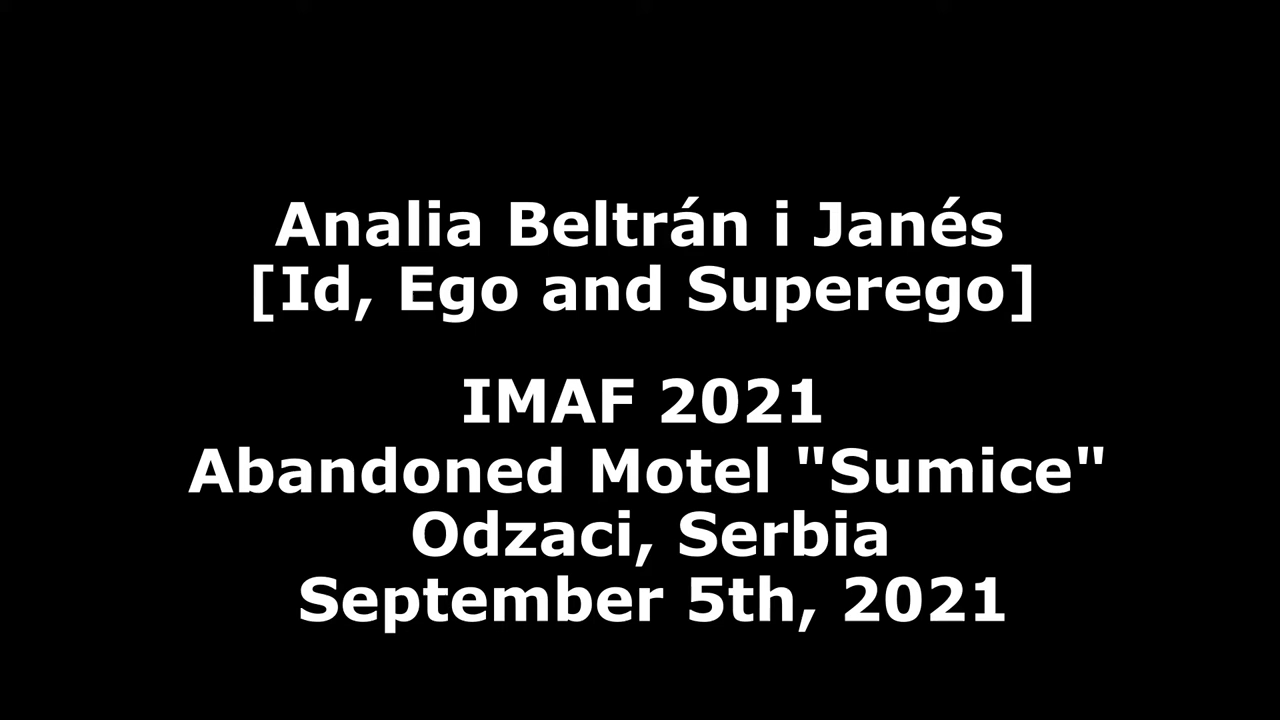 Analia Beltrán i Janés
[Id, Ego and Superego]
IMAF 2021
Abandoned Motel "Sumice"
Odzaci, Serbia
September 5th, 2021